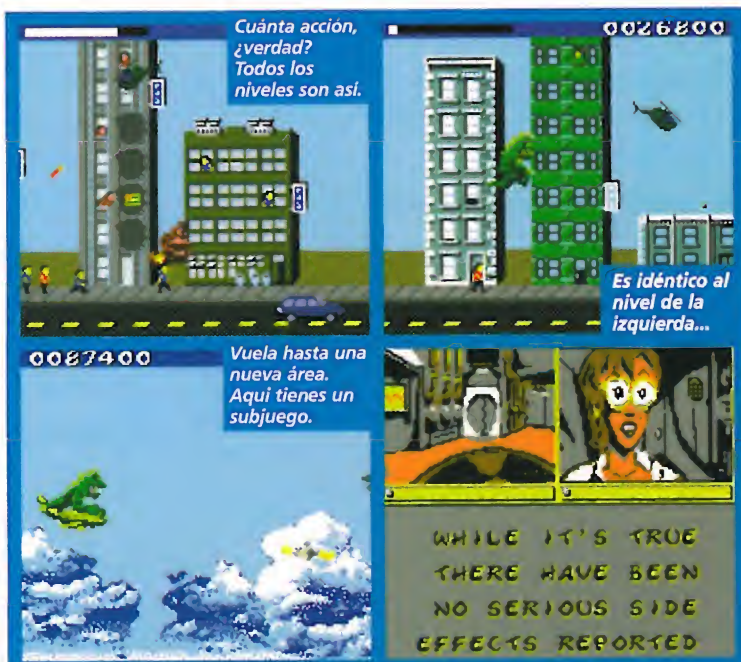 Cuánta acción,
¿verdad?
Todos los
niveles son así.
0026800
Es idéntico al
nivel de la
izquierda...
0087400
Vuela hasta una
nueva área.
Aqui tienes un
subjuego.
WHILE IT'S TRUE
THERE HAVE BEEN
NO SERIOUS SIDE
EFFECTS REPORTED